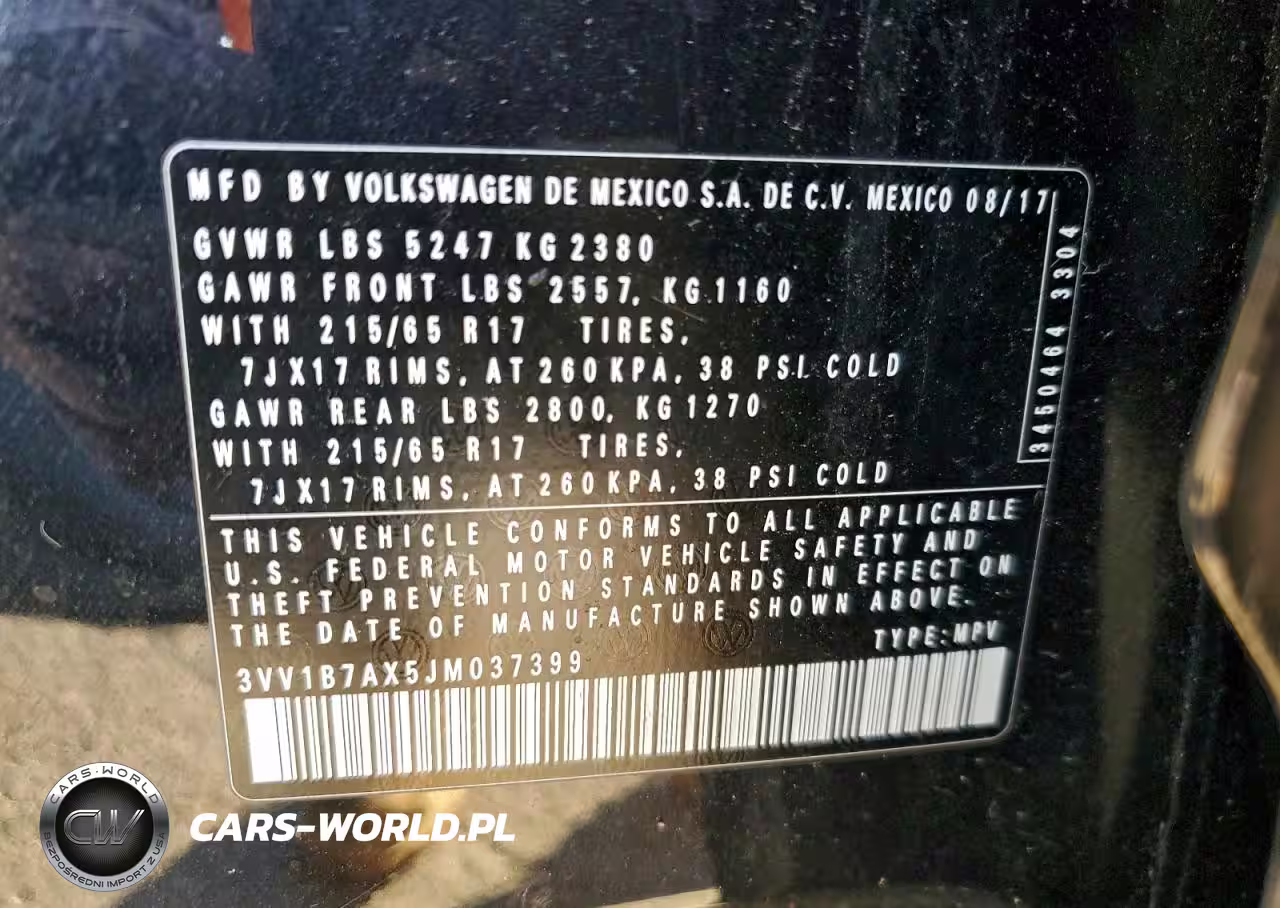 MFD BY VOLKSWAGEN DE MEXICO S.A. DE C.V. MEXICO 08/17
GVWR LBS 5247 KG 2380
GAWR FRONT LBS 2557, KG 1160
WITH 215/65 R17 TIRES,
7JX17 RIMS, AT 260 KPA, 38 PSI COLD
GAWR REAR LBS 2800, KG 1270
WITH 215/65 R17 TIRES,
7JX17 RIMS, AT 260 KPA, 38 PSI COLD
3450464 3304
THIS VEHICLE CONFORMS TO ALL APPLICABLE
U.S. FEDERAL MOTOR VEHICLE SAFETY AND
THEFT PREVENTION STANDARDS IN EFFECT ON
THE DATE OF MANUFACTURE SHOWN ABOVE.
TYPE:MPV
3VV1B7AX5JM037399
CARS-WORLD
CW
BEZPOŚREDNI IMPORT Z USA
CARS-WORLD.PL